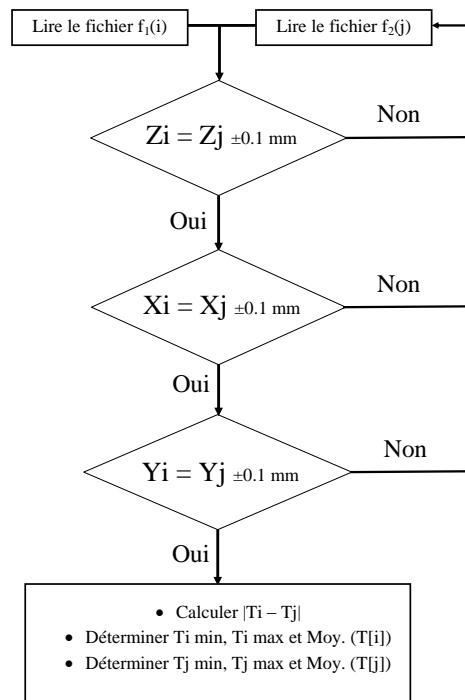 Lire le fichier f₁(i)
Lire le fichier f₂(j)
Zi = Zj ±0.1 mm
Non
Oui
Xi = Xj ±0.1 mm
Non
Oui
Yi = Yj ±0.1 mm
Non
Oui
• Calculer |Ti – Tj|
• Déterminer Ti min, Ti max et Moy. (T[i])
• Déterminer Tj min, Tj max et Moy. (T[j])